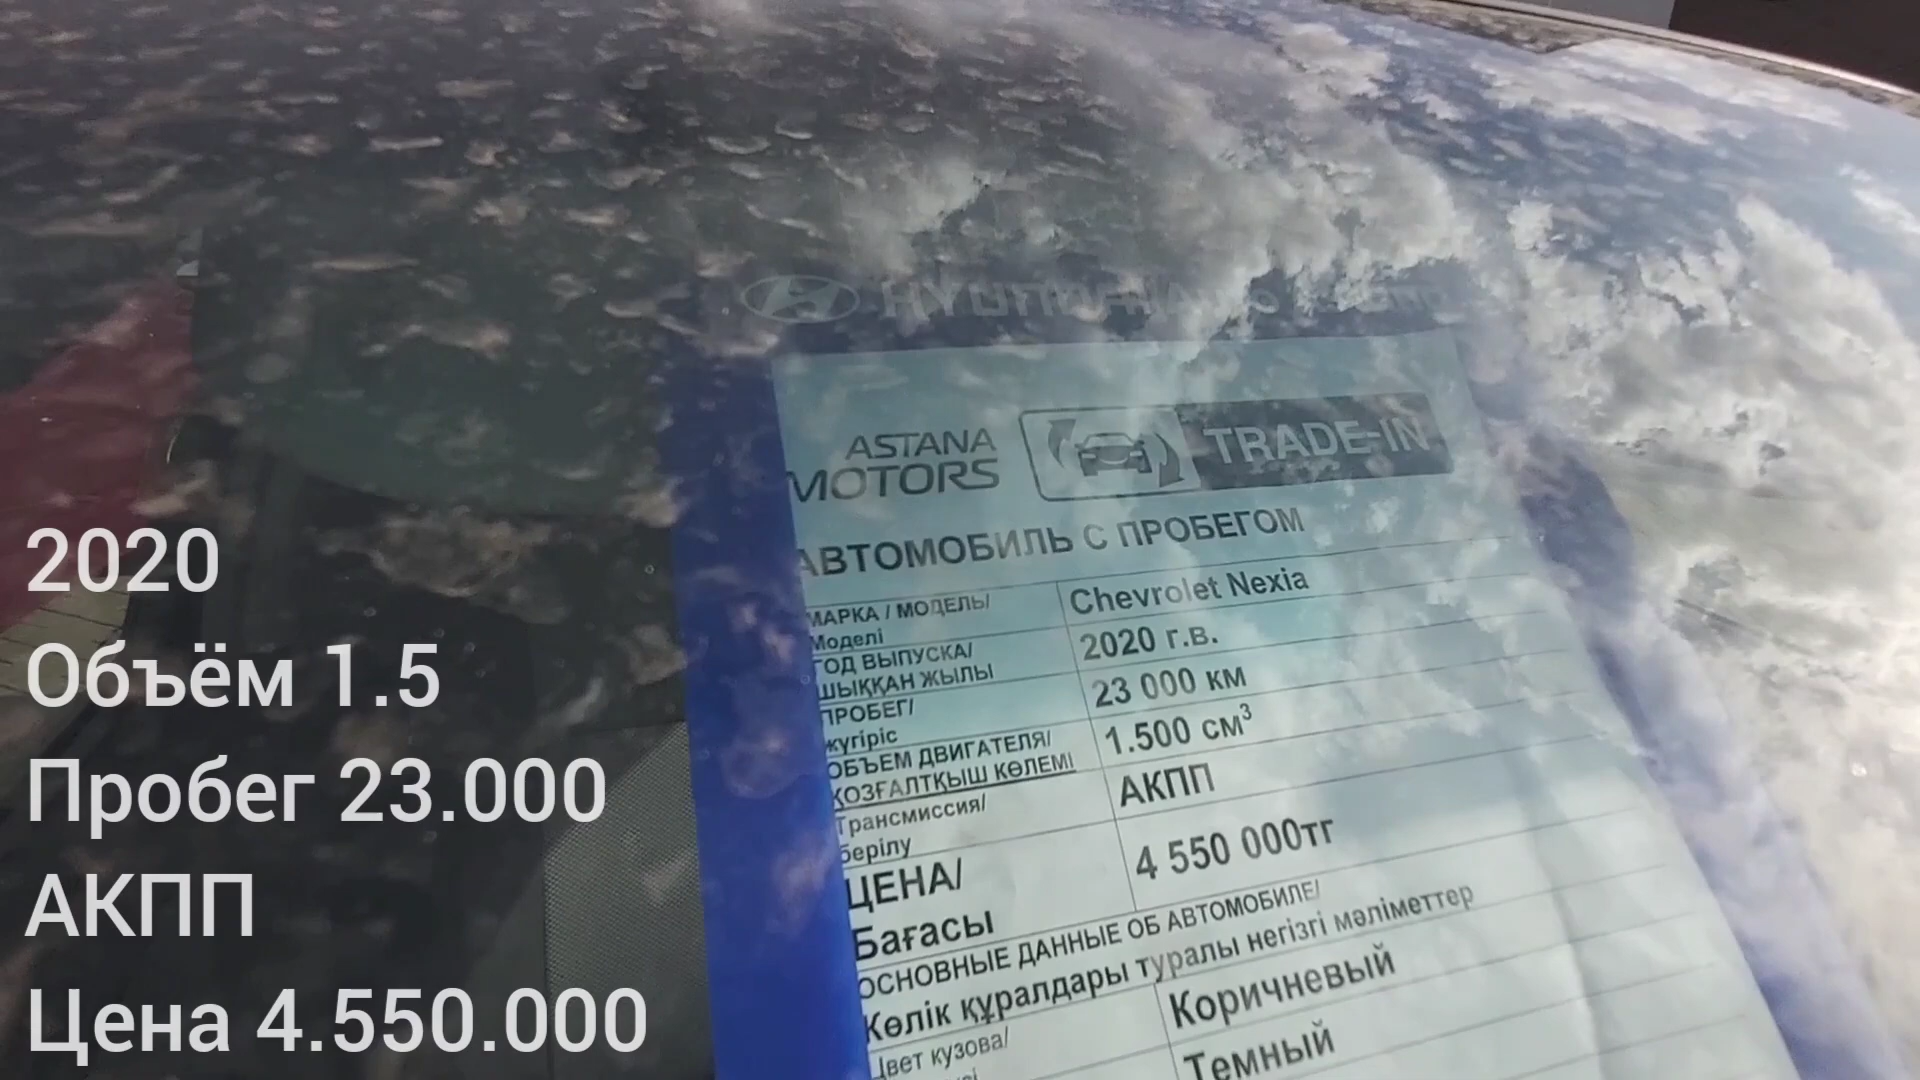 HYUNDAI
ASTANA
MOTORS
TRADE-IN
АВТОМОБИЛЬ С ПРОБЕГОМ
МАРКА / МОДЕЛЬ/
Моделі
Chevrolet Nexia
ГОД ВЫПУСКА/
ШЫҚҚАН ЖЫЛЫ
2020 г.в.
ПРОБЕГ/
жүгіріс
23 000 км
ОБЪЕМ ДВИГАТЕЛЯ/
ҚОЗҒАЛТҚЫШ КӨЛЕМІ
1.500 см³
Трансмиссия/
берілу
АКПП
ЦЕНА/
Бағасы
4 550 000тг
ОСНОВНЫЕ ДАННЫЕ ОБ АВТОМОБИЛЕ/
Көлік құралдары туралы негізгі мәліметтер
Цвет кузова/
Коричневый
Темный
2020
Объём 1.5
Пробег 23.000
АКПП
Цена 4.550.000